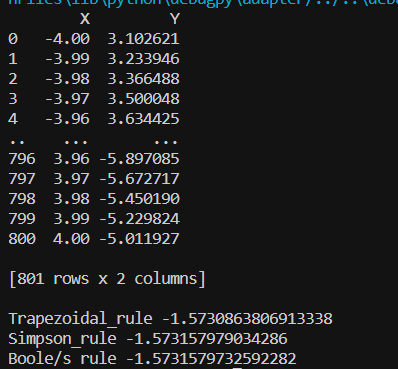 X Y
0 -4.00 3.102621
1 -3.99 3.233946
2 -3.98 3.366488
3 -3.97 3.500048
4 -3.96 3.634425
.. ... ...
796 3.96 -5.897085
797 3.97 -5.672717
798 3.98 -5.450190
799 3.99 -5.229824
800 4.00 -5.011927
[801 rows x 2 columns]
Trapezoidal_rule -1.5730863806913338
Simpson_rule -1.573157979034286
Boole/s rule -1.5731579732592282